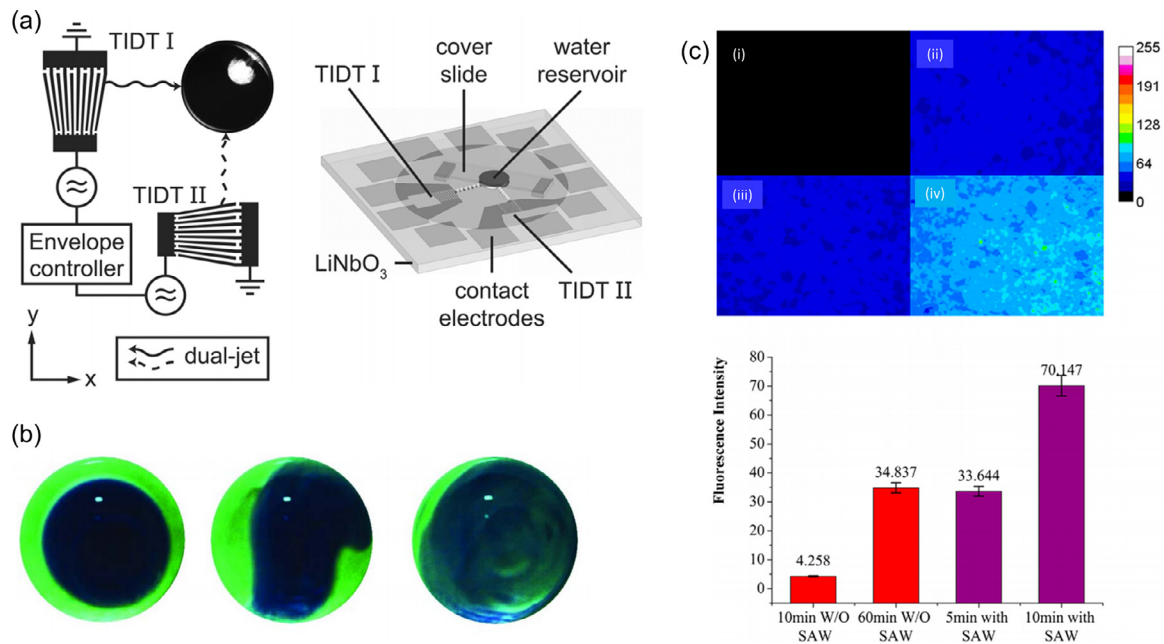 (a)
TIDT I
TIDT II
Envelope
controller
y
x
dual-jet
TIDT I
cover
slide
water
reservoir
LiNbO₃
contact
electrodes
TIDT II
(b)
(c)
(i)
(ii)
(iii)
(iv)
255
191
128
64
0
Fluorescence Intensity
80
70
60
50
40
30
20
10
0
4.258
34.837
33.644
70.147
10min W/O
SAW
60min W/O
SAW
5min with
SAW
10min with
SAW